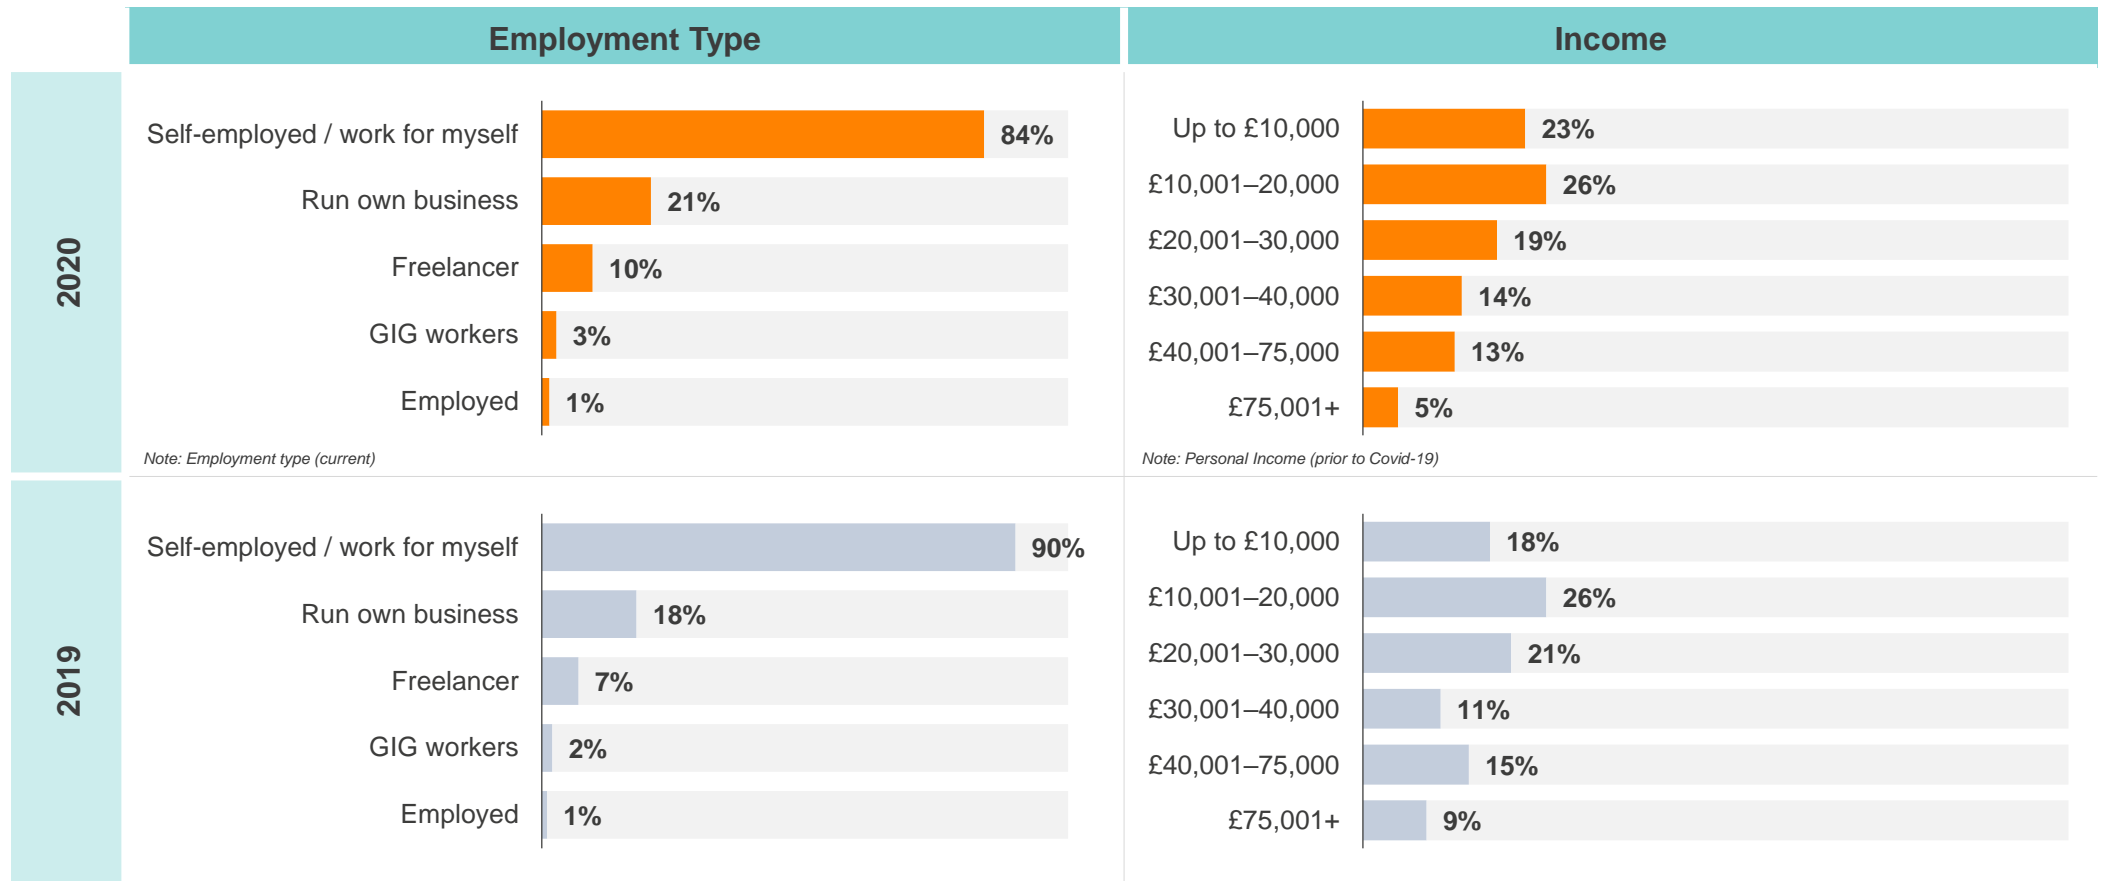 Employment Type
Income
2020
Self-employed / work for myself 84%
Run own business 21%
Freelancer 10%
GIG workers 3%
Employed 1%
Note: Employment type (current)
Up to £10,000 23%
£10,001–20,000 26%
£20,001–30,000 19%
£30,001–40,000 14%
£40,001–75,000 13%
£75,001+ 5%
Note: Personal Income (prior to Covid-19)
2019
Self-employed / work for myself 90%
Run own business 18%
Freelancer 7%
GIG workers 2%
Employed 1%
Up to £10,000 18%
£10,001–20,000 26%
£20,001–30,000 21%
£30,001–40,000 11%
£40,001–75,000 15%
£75,001+ 9%